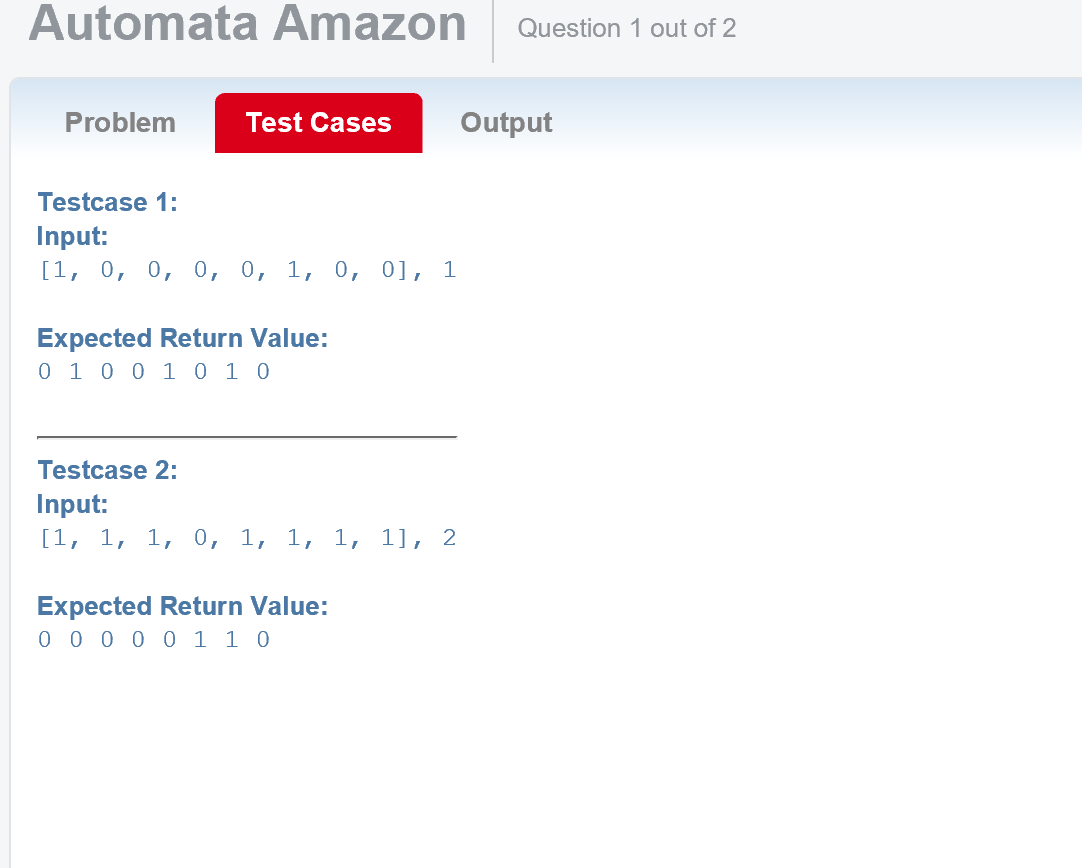 Automata Amazon
Question 1 out of 2
Problem
Test Cases
Output
Testcase 1:
Input:
[1, 0, 0, 0, 0, 1, 0, 0], 1
Expected Return Value:
0 1 0 0 1 0 1 0
Testcase 2:
Input:
[1, 1, 1, 0, 1, 1, 1, 1], 2
Expected Return Value:
0 0 0 0 0 1 1 0